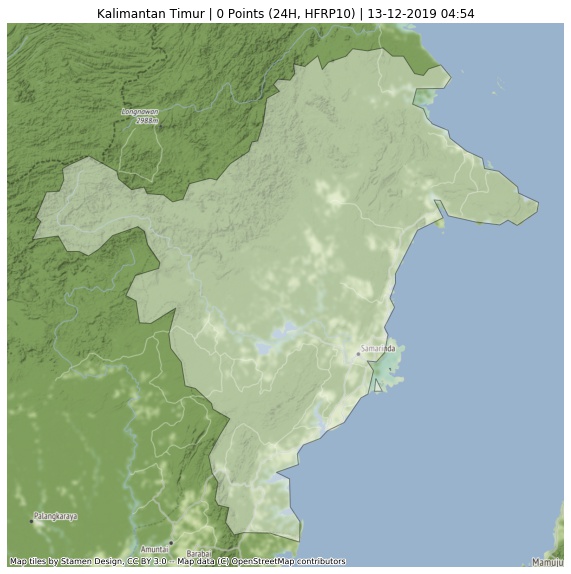 Kalimantan Timur | 0 Points (24H, HFRP10) | 13-12-2019 04:54
Longnawan
2988m
Samarinda
Palangkaraya
Amuntai
Barabai
Mamuju
Map tiles by Stamen Design, CC BY 3.0 -- Map data (C) OpenStreetMap contributors